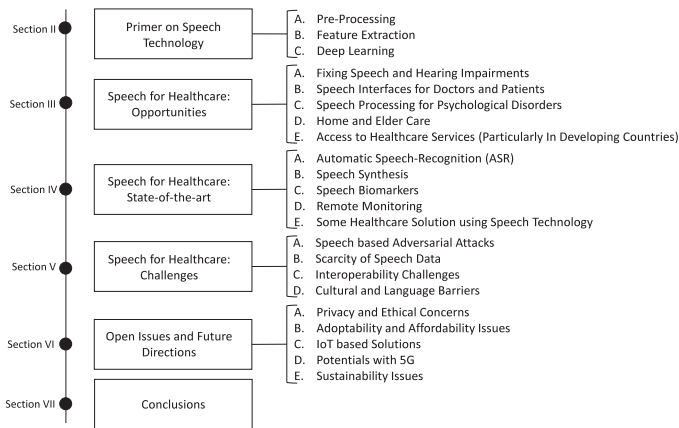 Section II
Primer on Speech
Technology
A. Pre-Processing
B. Feature Extraction
C. Deep Learning
Section III
Speech for Healthcare:
Opportunities
A. Fixing Speech and Hearing Impairments
B. Speech Interfaces for Doctors and Patients
C. Speech Processing for Psychological Disorders
D. Home and Elder Care
E. Access to Healthcare Services (Particularly In Developing Countries)
Section IV
Speech for Healthcare:
State-of-the-art
A. Automatic Speech-Recognition (ASR)
B. Speech Synthesis
C. Speech Biomarkers
D. Remote Monitoring
E. Some Healthcare Solution using Speech Technology
Section V
Speech for Healthcare:
Challenges
A. Speech based Adversarial Attacks
B. Scarcity of Speech Data
C. Interoperability Challenges
D. Cultural and Language Barriers
Section VI
Open Issues and Future
Directions
A. Privacy and Ethical Concerns
B. Adoptability and Affordability Issues
C. IoT based Solutions
D. Potentials with 5G
E. Sustainability Issues
Section VII
Conclusions